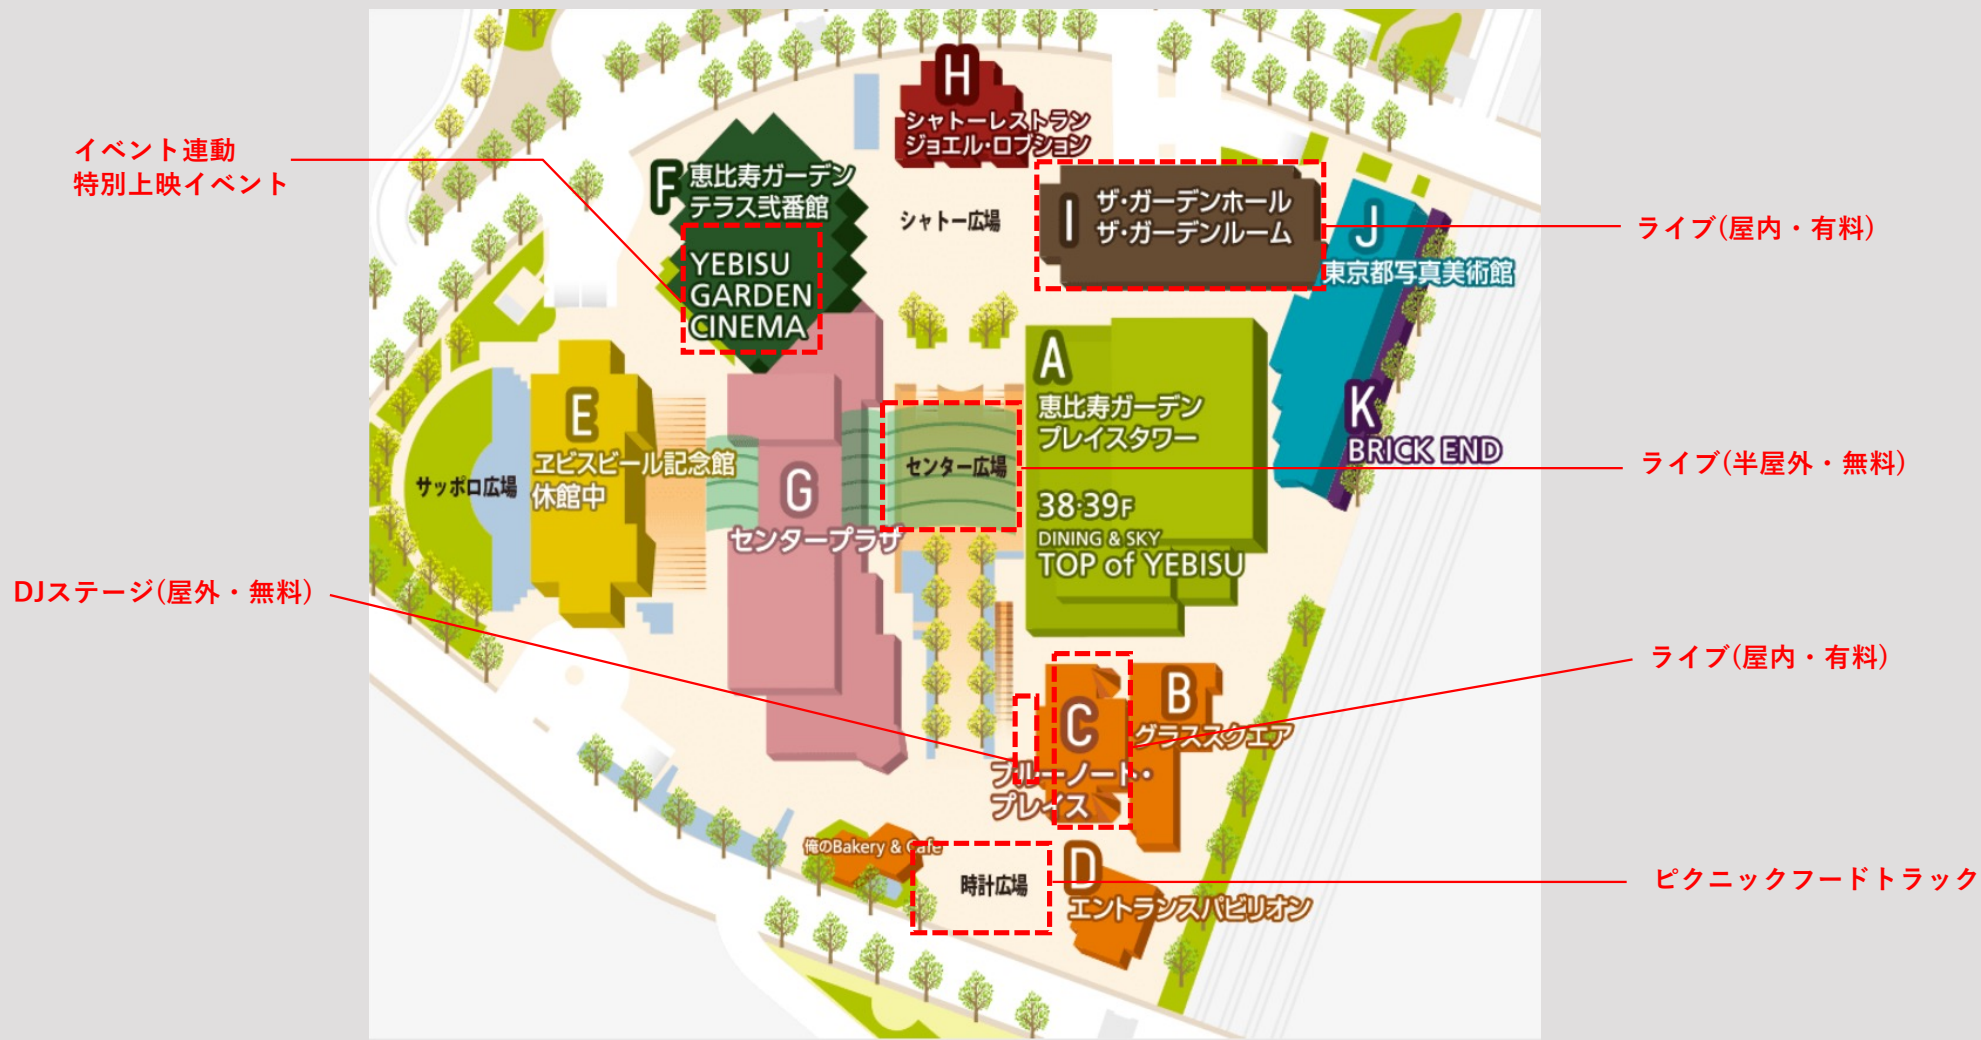 H
シャトーレストラン
ジョエル・ロブション
イベント連動
特別上映イベント
F
恵比寿ガーデン
テラス弐番館
YEBISU
GARDEN
CINEMA
シャトー広場
I
ザ・ガーデンホール
ザ・ガーデンルーム
J
東京都写真美術館
ライブ(屋内・有料)
A
恵比寿ガーデン
プレイスタワー
38・39F
DINING & SKY
TOP of YEBISU
K
BRICK END
E
ヱビスビール記念館
休館中
サッポロ広場
G
センタープラザ
センター広場
ライブ(半屋外・無料)
DJステージ(屋外・無料)
ライブ(屋内・有料)
C
ブルーノート・
プレイス
B
グラススクエア
俺のBakery & Cafe
時計広場
D
エントランスパビリオン
ピクニックフードトラック